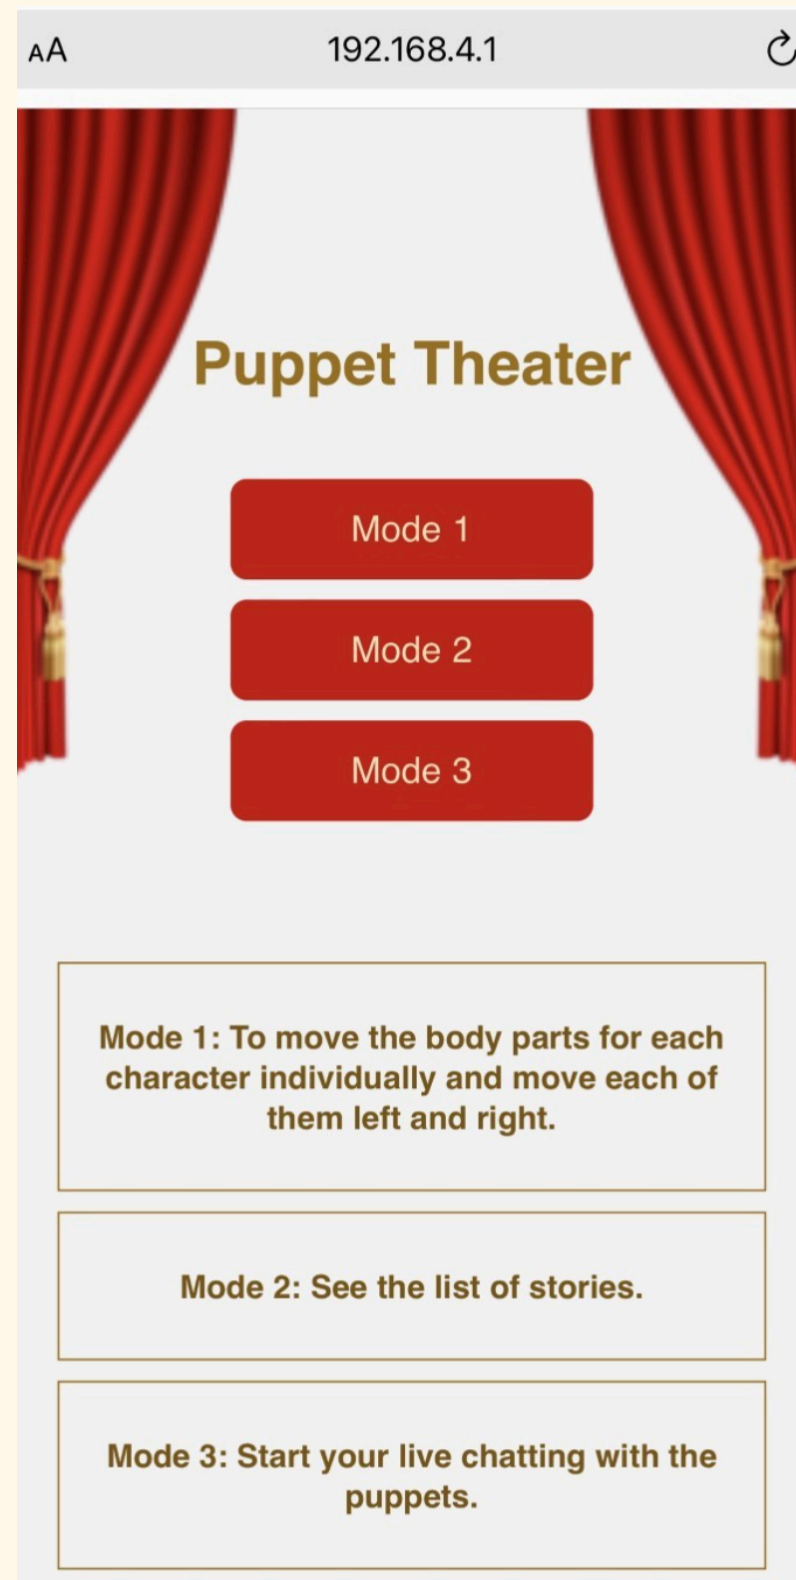 AA
192.168.4.1
Puppet Theater
Mode 1
Mode 2
Mode 3
Mode 1: To move the body parts for each
character individually and move each of
them left and right.
Mode 2: See the list of stories.
Mode 3: Start your live chatting with the
puppets.